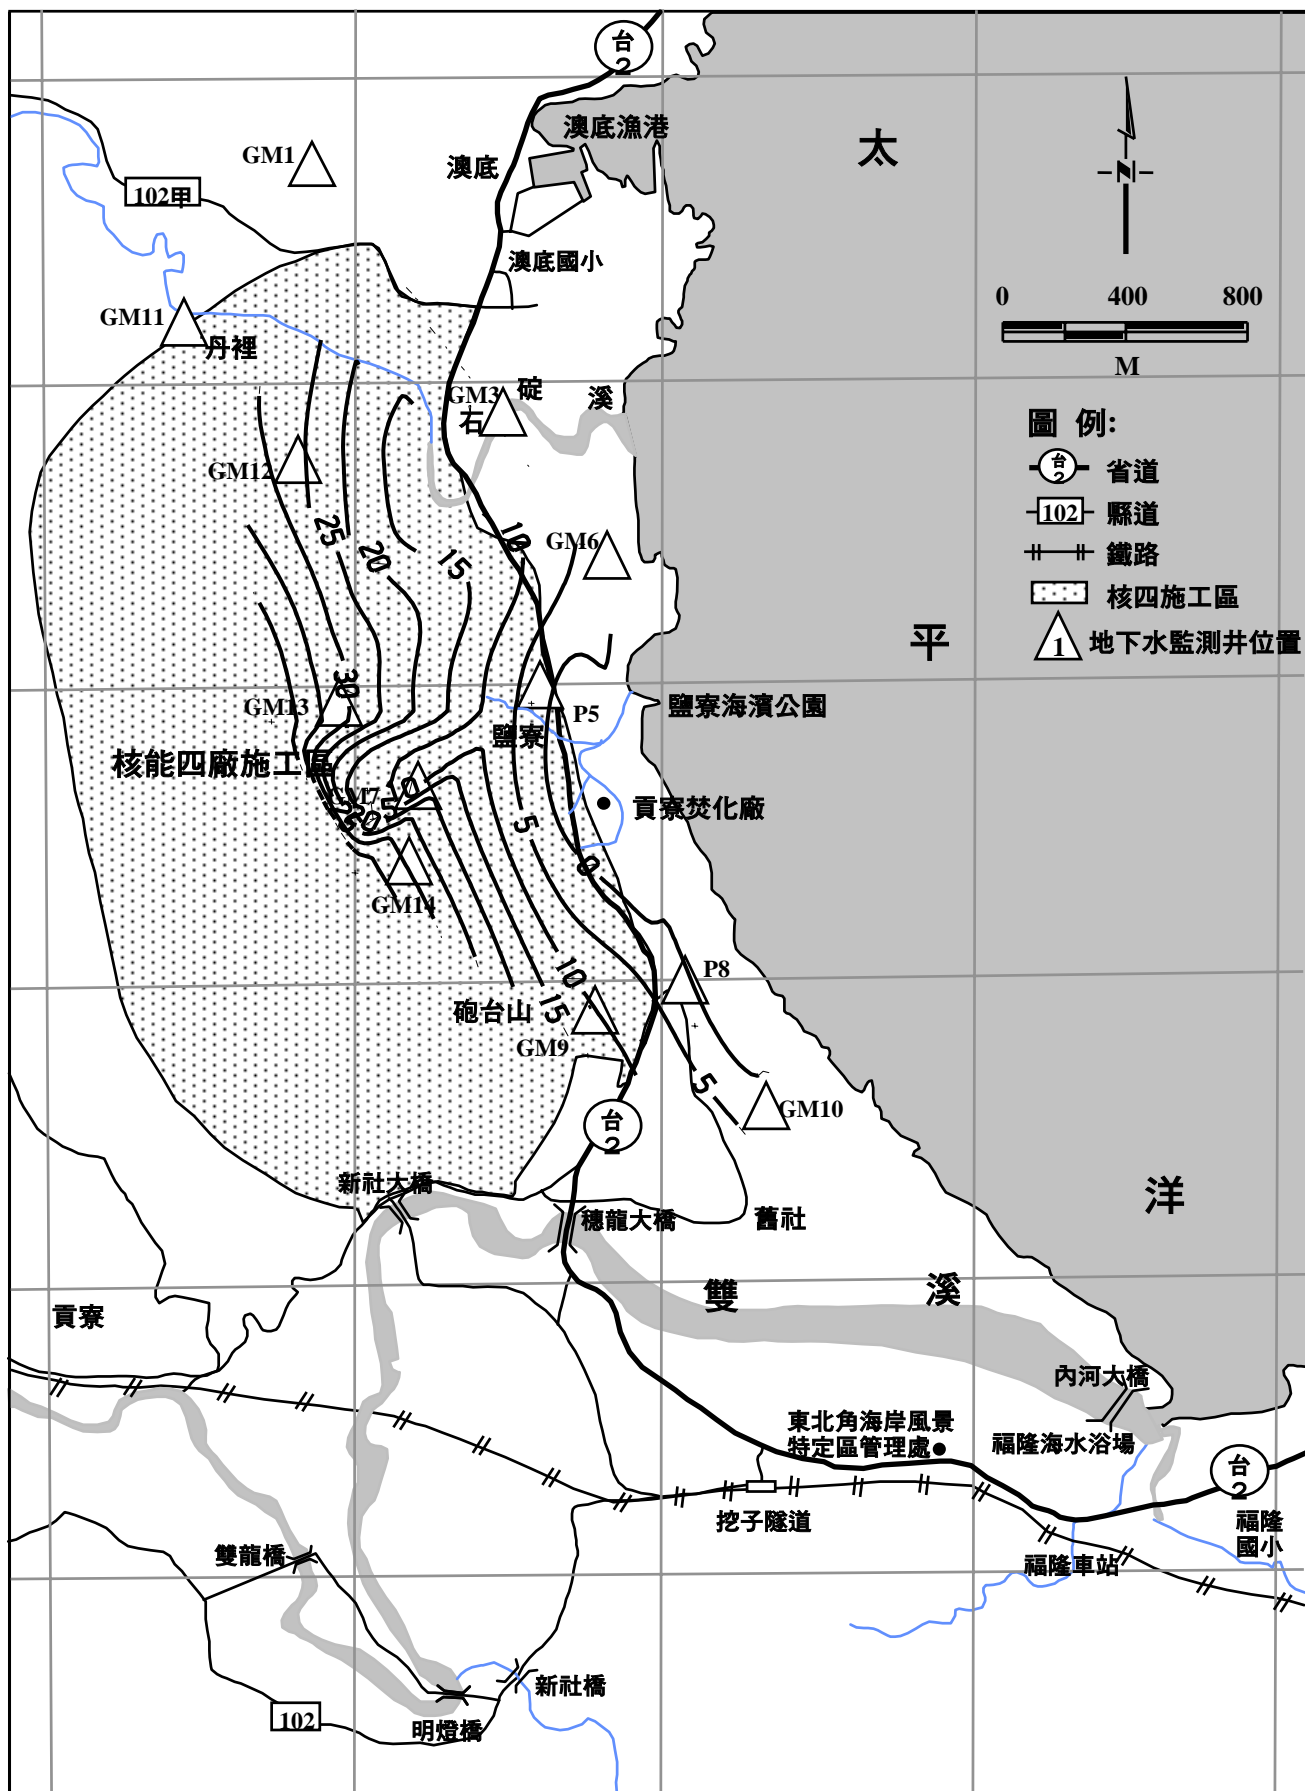 台
2
澳底漁港
太
GM1
澳底
102甲
澳底國小
0 400 800
M
GM11
丹裡
GM3
碇
溪
石
圖 例:
台
2
省道
GM12
102
縣道
25
20
15
10
GM6
鐵路
核四施工區
1
地下水監測井位置
平
30
GM13
P5
鹽寮海濱公園
鹽寮
核能四廠施工區
GM7
10
貢寮焚化廠
25
20
5
5
0
GM14
10
P8
15
砲台山
GM9
5
GM10
台
2
新社大橋
洋
穗龍大橋
舊社
雙
溪
貢寮
內河大橋
東北角海岸風景
特定區管理處
福隆海水浴場
台
2
挖子隧道
福隆
國小
雙龍橋
福隆車站
新社橋
102
明燈橋